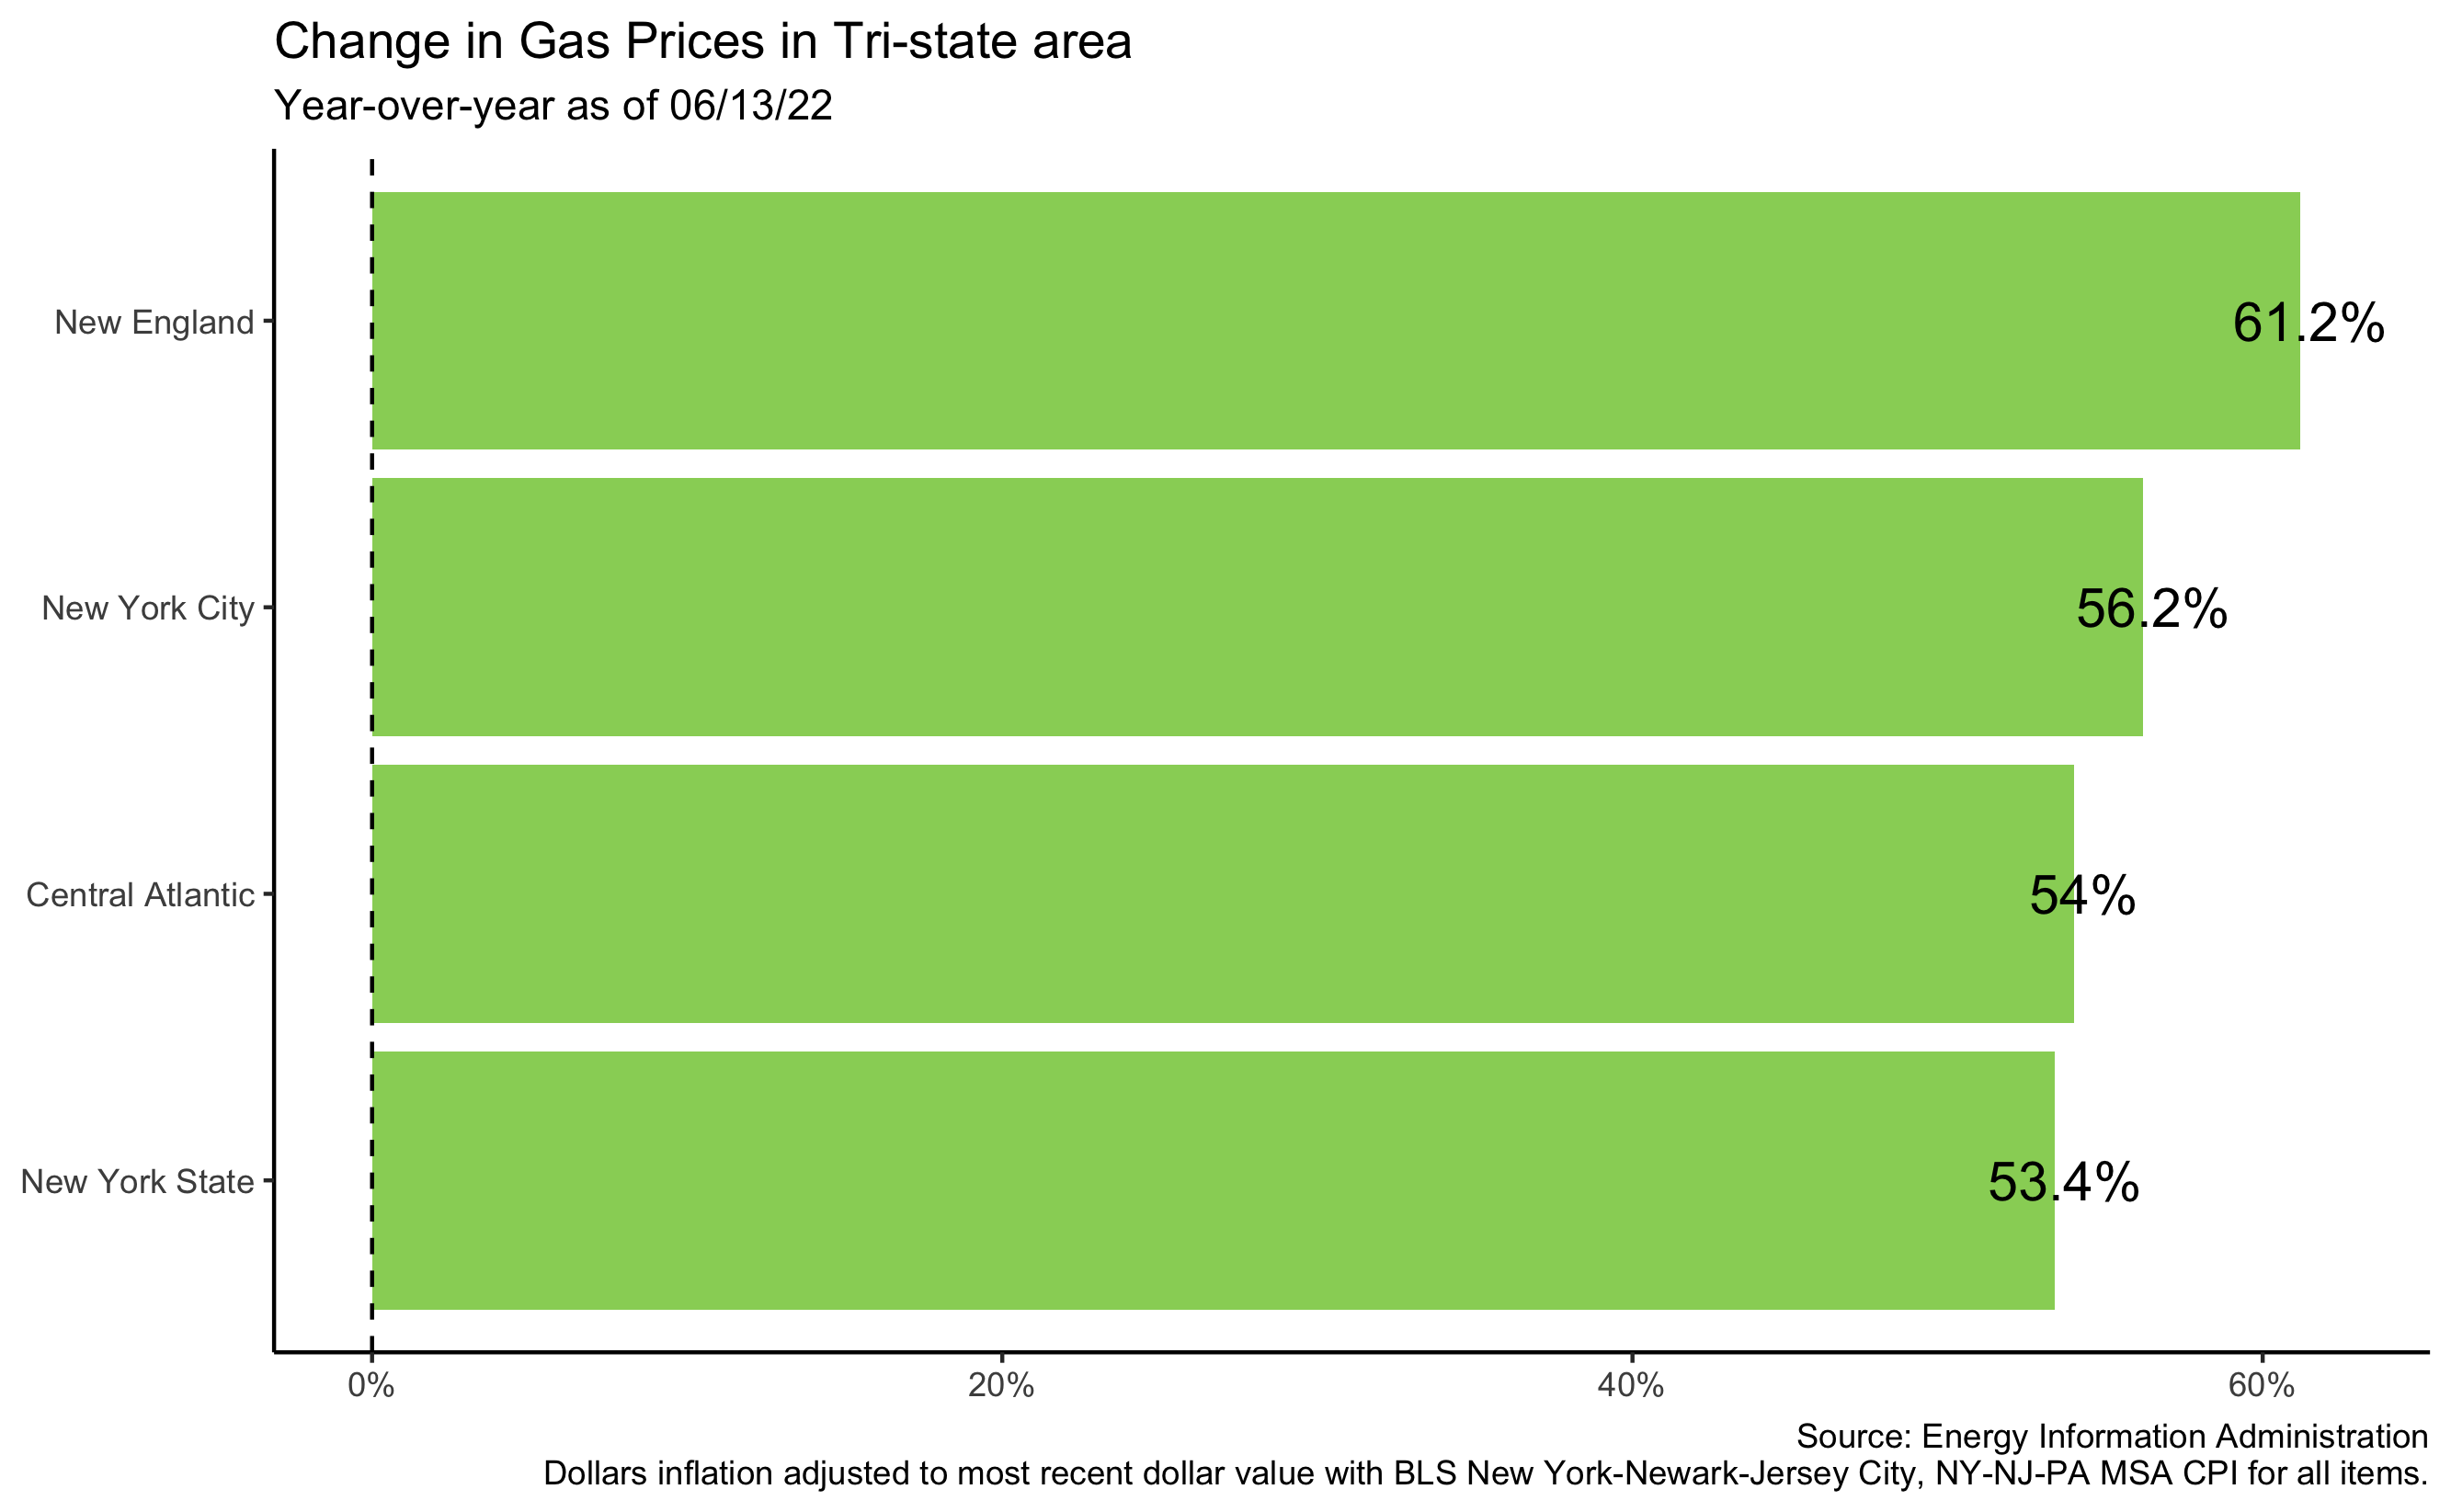 Change in Gas Prices in Tri-state area
Year-over-year as of 06/13/22
New England
61.2%
New York City
56.2%
Central Atlantic
54%
New York State
53.4%
0%
20%
40%
60%
Source: Energy Information Administration
Dollars inflation adjusted to most recent dollar value with BLS New York-Newark-Jersey City, NY-NJ-PA MSA CPI for all items.